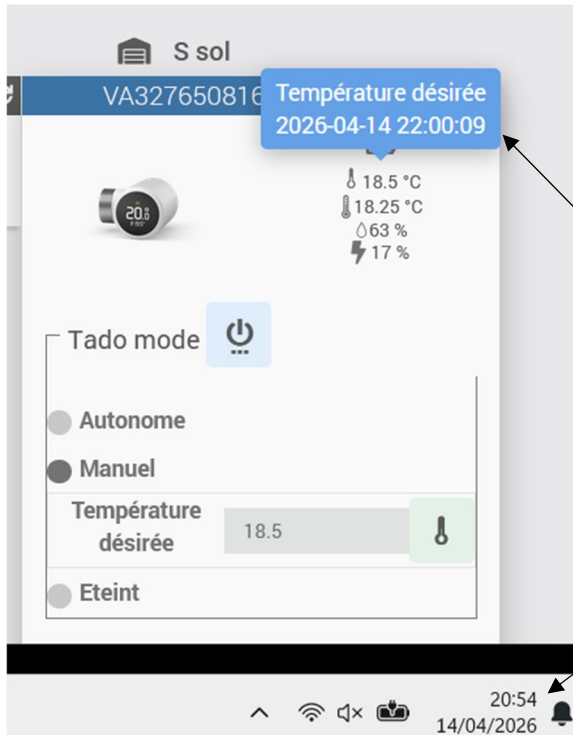 S sol
VA327650816
Température désirée
2026-04-14 22:00:09
20.
18.5 °C
18.25 °C
63 %
17 %
Tado mode
Autonome
Manuel
Température
désirée
18.5
Eteint
20:54
14/04/2026